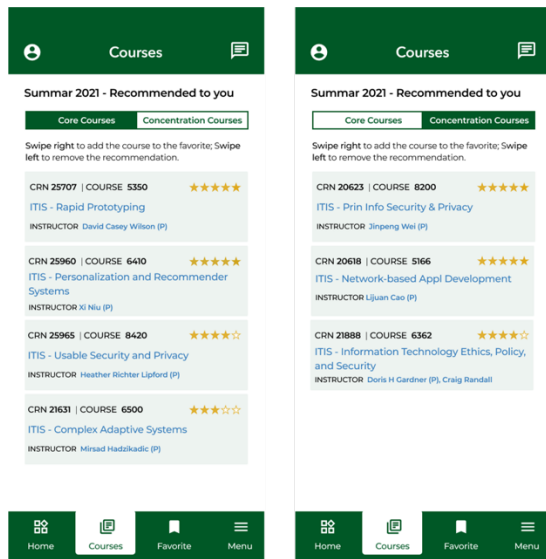 Courses
Summar 2021 - Recommended to you
Core Courses
Concentration Courses
Swipe right to add the course to the favorite; Swipe
left to remove the recommendation.
CRN 25707 | COURSE 5350
ITIS - Rapid Prototyping
INSTRUCTOR David Casey Wilson (P)
CRN 25960 | COURSE 6410
ITIS - Personalization and Recommender
Systems
INSTRUCTOR Xi Niu (P)
CRN 25965 | COURSE 8420
ITIS - Usable Security and Privacy
INSTRUCTOR Heather Richter Lipford (P)
CRN 21631 | COURSE 6500
ITIS - Complex Adaptive Systems
INSTRUCTOR Mirsad Hadzikadic (P)
Home
Courses
Favorite
Menu
Courses
Summar 2021 - Recommended to you
Core Courses
Concentration Courses
Swipe right to add the course to the favorite; Swipe
left to remove the recommendation.
CRN 20623 | COURSE 8200
ITIS - Prin Info Security & Privacy
INSTRUCTOR Jinpeng Wei (P)
CRN 20618 | COURSE 5166
ITIS - Network-based Appl Development
INSTRUCTOR Lijuan Cao (P)
CRN 21888 | COURSE 6362
ITIS - Information Technology Ethics, Policy,
and Security
INSTRUCTOR Doris H Gardner (P), Craig Randall
Home
Courses
Favorite
Menu